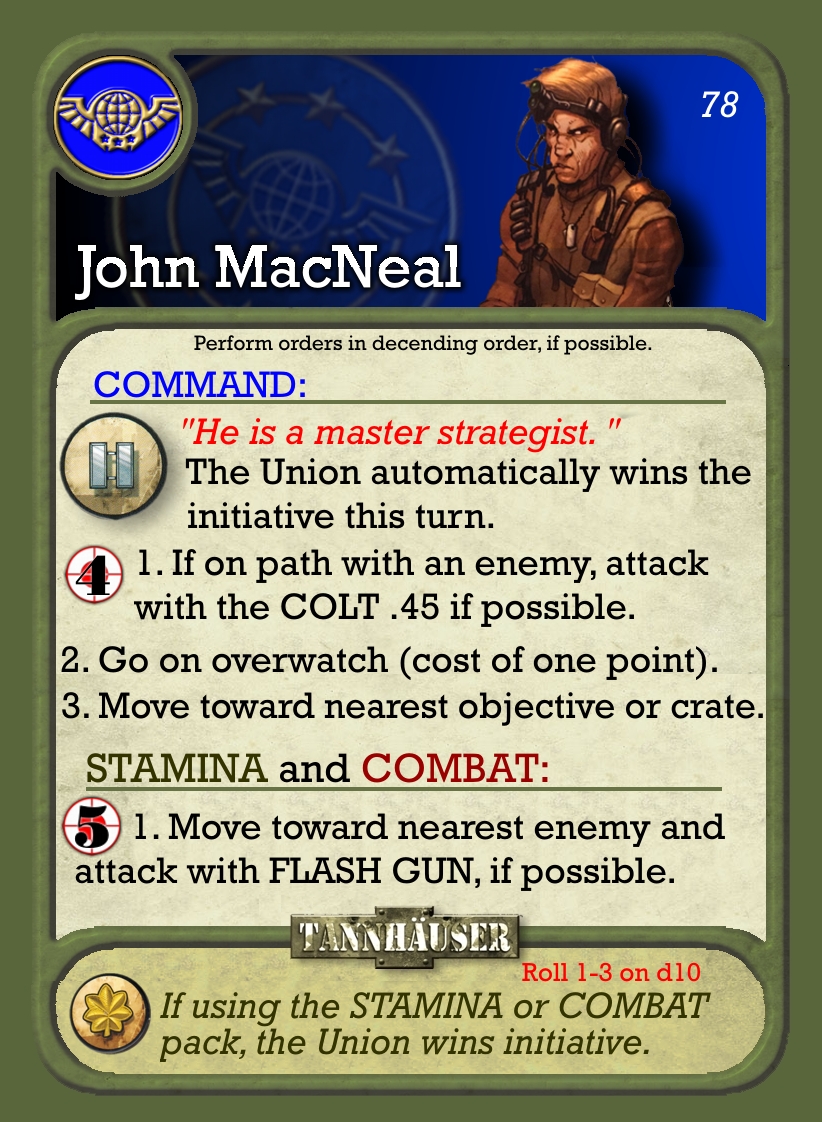 78
John MacNeal
Perform orders in decending order, if possible.
COMMAND:
"He is a master strategist. "
The Union automatically wins the
initiative this turn.
4 1. If on path with an enemy, attack
with the COLT .45 if possible.
2. Go on overwatch (cost of one point).
3. Move toward nearest objective or crate.
STAMINA and COMBAT:
5 1. Move toward nearest enemy and
attack with FLASH GUN, if possible.
TANNHÄUSER
Roll 1-3 on d10
If using the STAMINA or COMBAT
pack, the Union wins initiative.